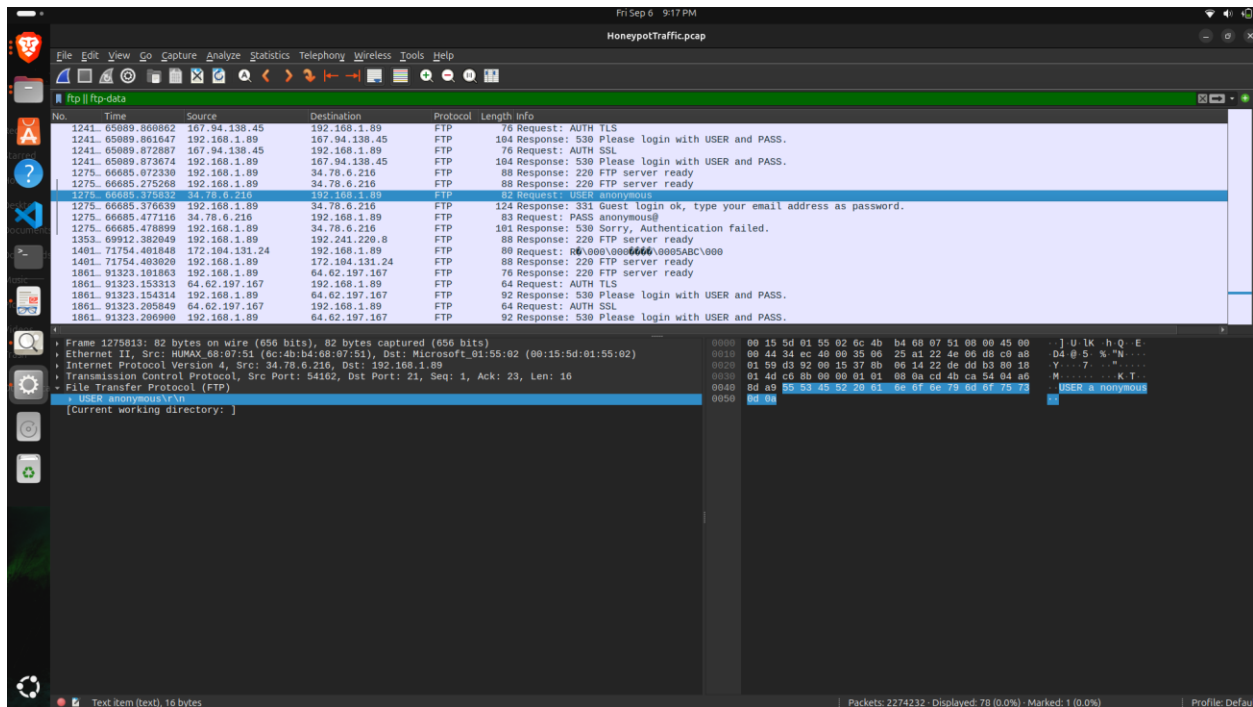 Fri Sep 6 9:17 PM
HoneypotTraffic.pcap
File Edit View Go Capture Analyze Statistics Telephony Wireless Tools Help
ftp || ftp-data
No. Time Source Destination Protocol Length Info
1241… 65089.860862 167.94.138.45 192.168.1.89 FTP 76 Request: AUTH TLS
1241… 65089.861647 192.168.1.89 167.94.138.45 FTP 104 Response: 530 Please login with USER and PASS.
1241… 65089.872887 167.94.138.45 192.168.1.89 FTP 76 Request: AUTH SSL
1241… 65089.873674 192.168.1.89 167.94.138.45 FTP 104 Response: 530 Please login with USER and PASS.
1275… 66685.072330 192.168.1.89 34.78.6.216 FTP 88 Response: 220 FTP server ready
1275… 66685.275268 192.168.1.89 34.78.6.216 FTP 88 Response: 220 FTP server ready
1275… 66685.375832 34.78.6.216 192.168.1.89 FTP 82 Request: USER anonymous
1275… 66685.376639 192.168.1.89 34.78.6.216 FTP 124 Response: 331 Guest login ok, type your email address as password.
1275… 66685.477116 34.78.6.216 192.168.1.89 FTP 83 Request: PASS anonymous@
1275… 66685.478899 192.168.1.89 34.78.6.216 FTP 101 Response: 530 Sorry, Authentication failed.
1353… 69912.382049 192.168.1.89 192.241.220.8 FTP 88 Response: 220 FTP server ready
1401… 71754.401848 172.104.131.24 192.168.1.89 FTP 80 Request: R�\000\000����\0005ABC\000
1401… 71754.403020 192.168.1.89 172.104.131.24 FTP 88 Response: 220 FTP server ready
1861… 91323.101863 192.168.1.89 64.62.197.167 FTP 76 Response: 220 FTP server ready
1861… 91323.153313 64.62.197.167 192.168.1.89 FTP 64 Request: AUTH TLS
1861… 91323.154314 192.168.1.89 64.62.197.167 FTP 92 Response: 530 Please login with USER and PASS.
1861… 91323.205849 64.62.197.167 192.168.1.89 FTP 64 Request: AUTH SSL
1861… 91323.206900 192.168.1.89 64.62.197.167 FTP 92 Response: 530 Please login with USER and PASS.
Frame 1275813: 82 bytes on wire (656 bits), 82 bytes captured (656 bits)
Ethernet II, Src: HUMAX_68:07:51 (6c:4b:b4:68:07:51), Dst: Microsoft_01:55:02 (00:15:5d:01:55:02)
Internet Protocol Version 4, Src: 34.78.6.216, Dst: 192.168.1.89
Transmission Control Protocol, Src Port: 54162, Dst Port: 21, Seq: 1, Ack: 23, Len: 16
File Transfer Protocol (FTP)
USER anonymous\r\n
[Current working directory: ]
0000 00 15 5d 01 55 02 6c 4b b4 68 07 51 08 00 45 00 ··]·U·lK ·h·Q··E·
0010 00 44 34 ec 40 00 35 06 25 a1 22 4e 06 d8 c0 a8 ·D4·@·5· %·"N····
0020 01 59 d3 92 00 15 37 8b 06 14 22 de dd b3 80 18 ·Y····7· ··"·····
0030 01 4d c6 8b 00 00 01 01 08 0a cd 4b ca 54 04 a6 ·M······ ···K·T··
0040 8d a9 55 53 45 52 20 61 6e 6f 6e 79 6d 6f 75 73 ··USER a nonymous
0050 0d 0a ··
Text item (text), 16 bytes
Packets: 2274232 · Displayed: 78 (0.0%) · Marked: 1 (0.0%)
Profile: Defau